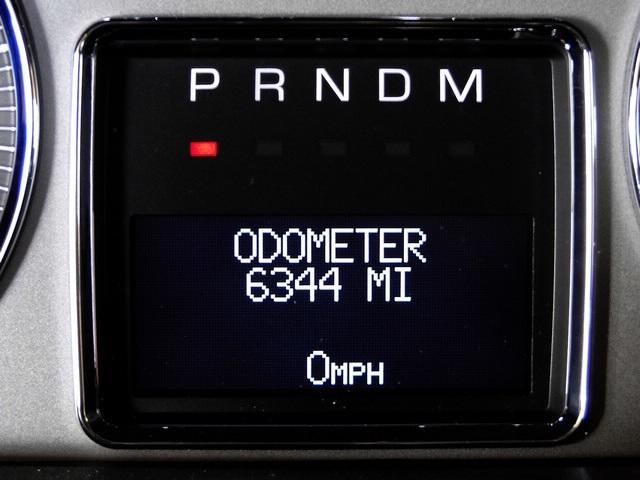 P R N D M
ODOMETER
6344 MI
0MPH